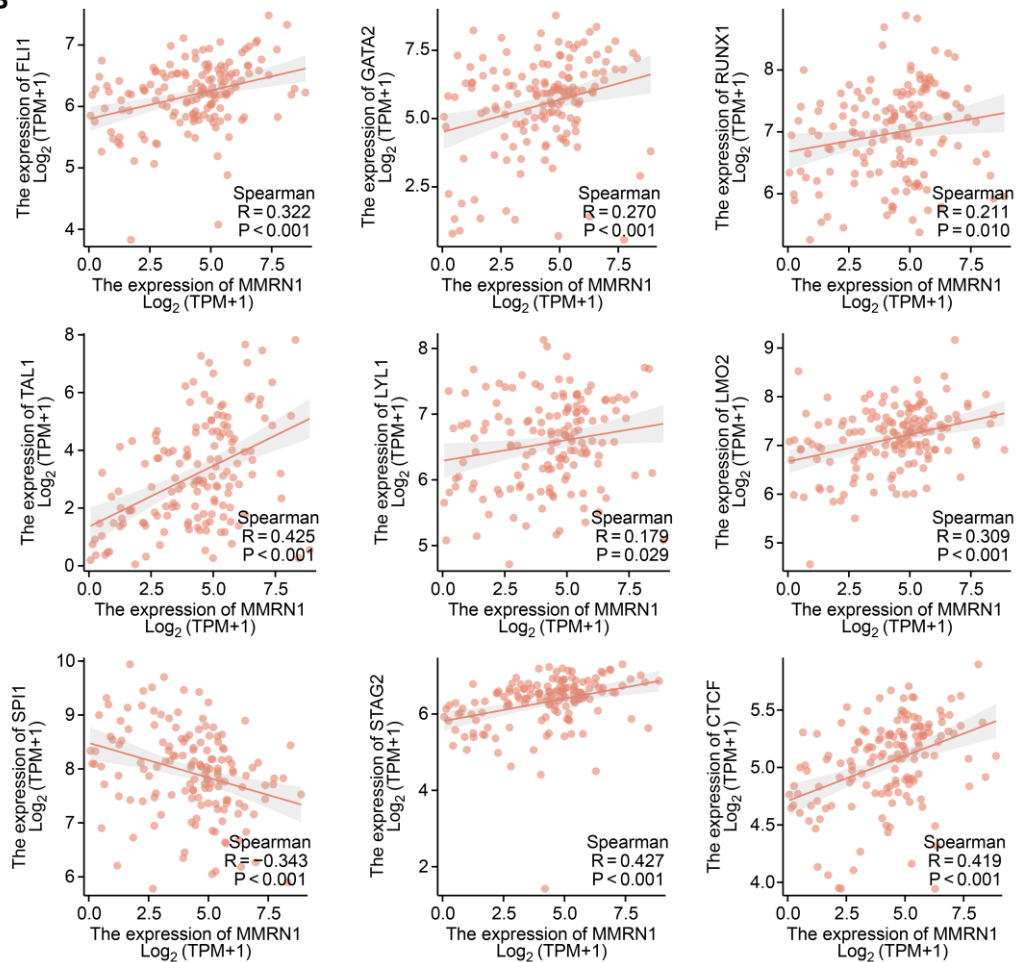 The expression of FLI1
Log2 (TPM+1)
7
6
5
4
Spearman
R = 0.322
P < 0.001
0.0 2.5 5.0 7.5
The expression of MMRN1
Log2 (TPM+1)
The expression of GATA2
Log2 (TPM+1)
7.5
5.0
2.5
Spearman
R = 0.270
P < 0.001
0.0 2.5 5.0 7.5
The expression of MMRN1
Log2 (TPM+1)
The expression of RUNX1
Log2 (TPM+1)
8
7
6
Spearman
R = 0.211
P = 0.010
0.0 2.5 5.0 7.5
The expression of MMRN1
Log2 (TPM+1)
The expression of TAL1
Log2 (TPM+1)
8
6
4
2
0
Spearman
R = 0.425
P < 0.001
0.0 2.5 5.0 7.5
The expression of MMRN1
Log2 (TPM+1)
The expression of LYL1
Log2 (TPM+1)
8
7
6
5
Spearman
R = 0.179
P = 0.029
0.0 2.5 5.0 7.5
The expression of MMRN1
Log2 (TPM+1)
The expression of LMO2
Log2 (TPM+1)
9
8
7
6
5
Spearman
R = 0.309
P < 0.001
0.0 2.5 5.0 7.5
The expression of MMRN1
Log2 (TPM+1)
The expression of SPI1
Log2 (TPM+1)
10
9
8
7
6
Spearman
R = −0.343
P < 0.001
0.0 2.5 5.0 7.5
The expression of MMRN1
Log2 (TPM+1)
The expression of STAG2
Log2 (TPM+1)
6
4
2
Spearman
R = 0.427
P < 0.001
0.0 2.5 5.0 7.5
The expression of MMRN1
Log2 (TPM+1)
The expression of CTCF
Log2 (TPM+1)
5.5
5.0
4.5
4.0
Spearman
R = 0.419
P < 0.001
0.0 2.5 5.0 7.5
The expression of MMRN1
Log2 (TPM+1)